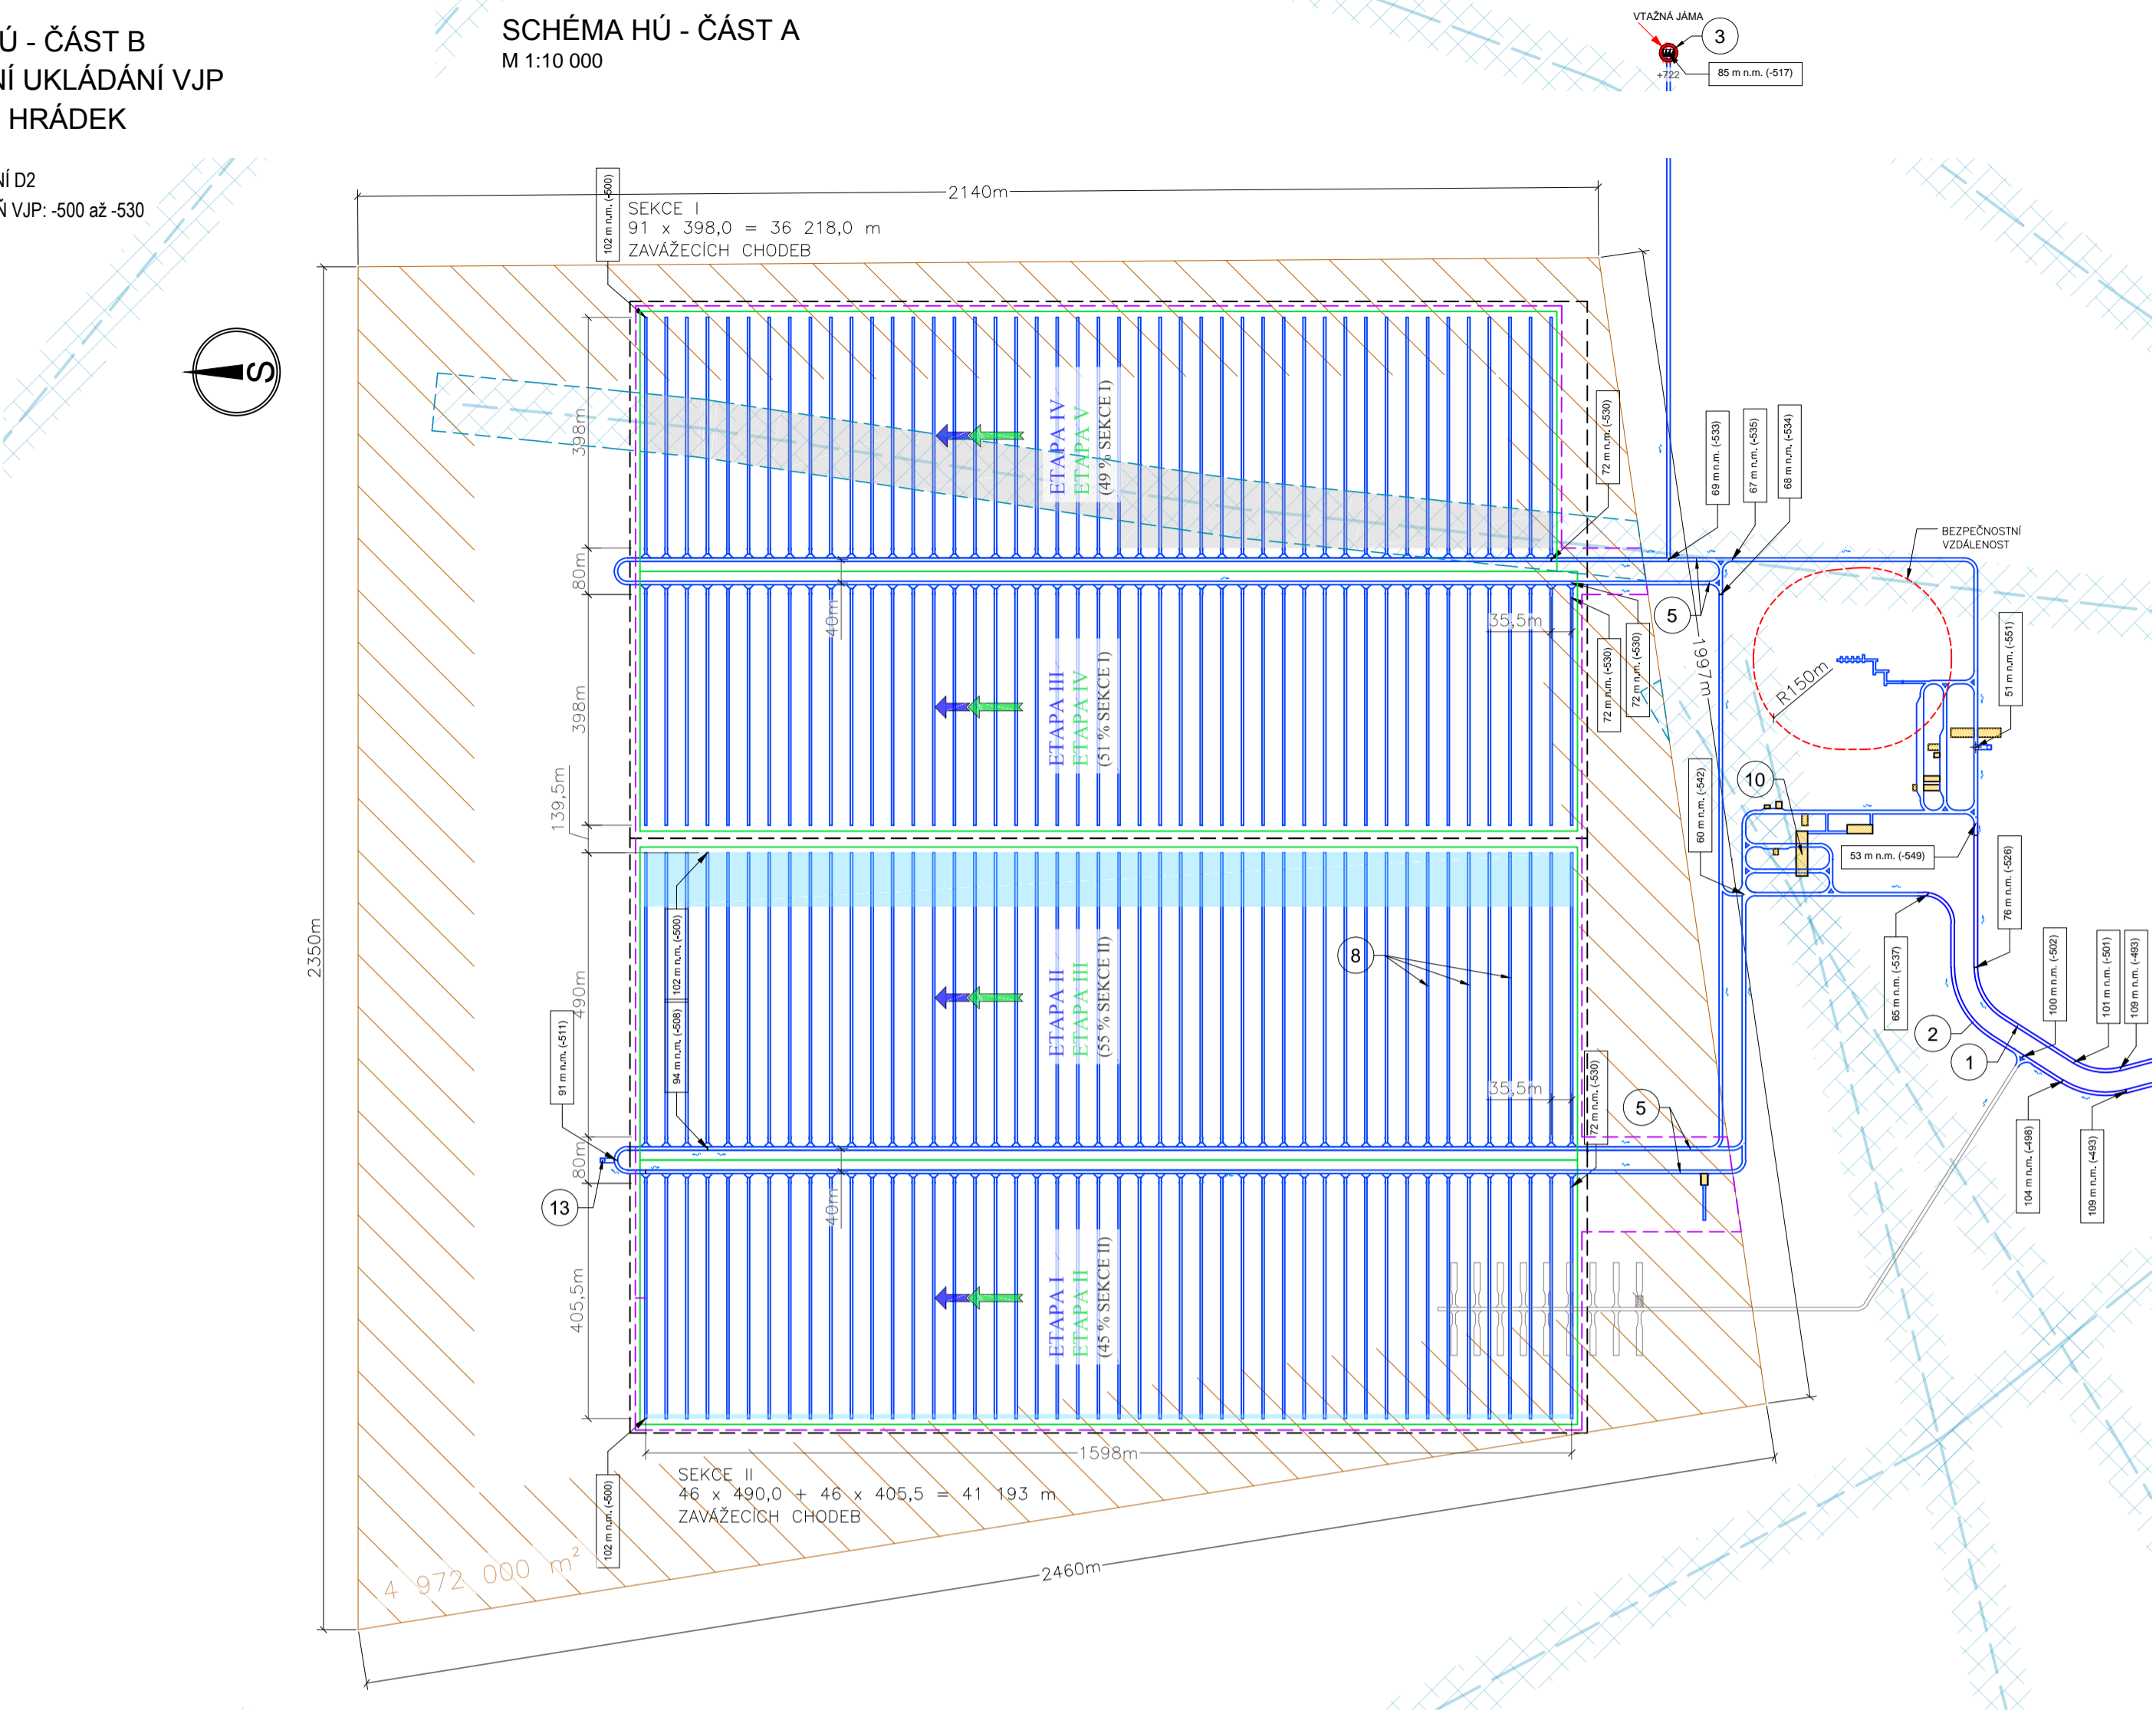 Ú - ČÁST B
NÍ UKLÁDÁNÍ VJP
HRÁDEK
NÍ D2
Ň VJP: -500 až -530
SCHÉMA HÚ - ČÁST A
M 1:10 000
VTAŽNÁ JÁMA
3
+722
85 m n.m. (-517)
S
2140m
102 m n.m. (-500)
SEKCE I
91 x 398,0 = 36 218,0 m
ZAVÁŽECÍCH CHODEB
398m
ETAPA IV
ETAPA V
(49 % SEKCE I)
72 m n.m. (-530)
69 m n.m. (-533)
67 m n.m. (-535)
68 m n.m. (-534)
BEZPEČNOSTNÍ
VZDÁLENOST
80m
40m
35,5m
5
72 m n.m. (-530)
72 m n.m. (-530)
1997m
R150m
51 m n.m. (-551)
398m
ETAPA III
ETAPA IV
(51 % SEKCE I)
139,5m
60 m n.m. (-542)
10
53 m n.m. (-549)
76 m n.m. (-526)
2350m
490m
102 m n.m. (-500)
94 m n.m. (-508)
91 m n.m. (-511)
ETAPA II
ETAPA III
(55 % SEKCE II)
8
65 m n.m. (-537)
2
1
100 m n.m. (-502)
101 m n.m. (-501)
109 m n.m. (-493)
35,5m
72 m n.m. (-530)
5
80m
40m
13
104 m n.m. (-498)
109 m n.m. (-493)
405,5m
ETAPA I
ETAPA II
(45 % SEKCE II)
1598m
102 m n.m. (-500)
SEKCE II
46 x 490,0 + 46 x 405,5 = 41 193 m
ZAVÁŽECÍCH CHODEB
4 972 000 m²
2460m